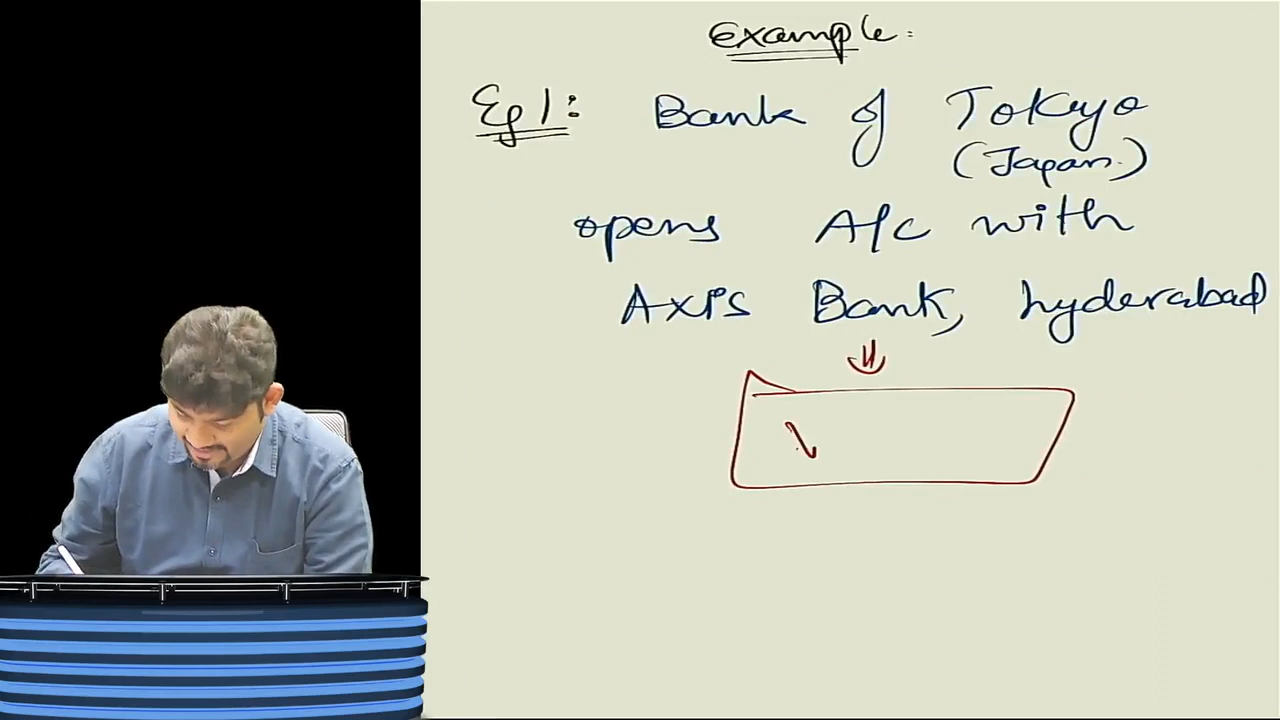 Example:
Eg 1: Bank of Tokyo
(Japan.)
opens A/c with
Axis Bank, hyderabad